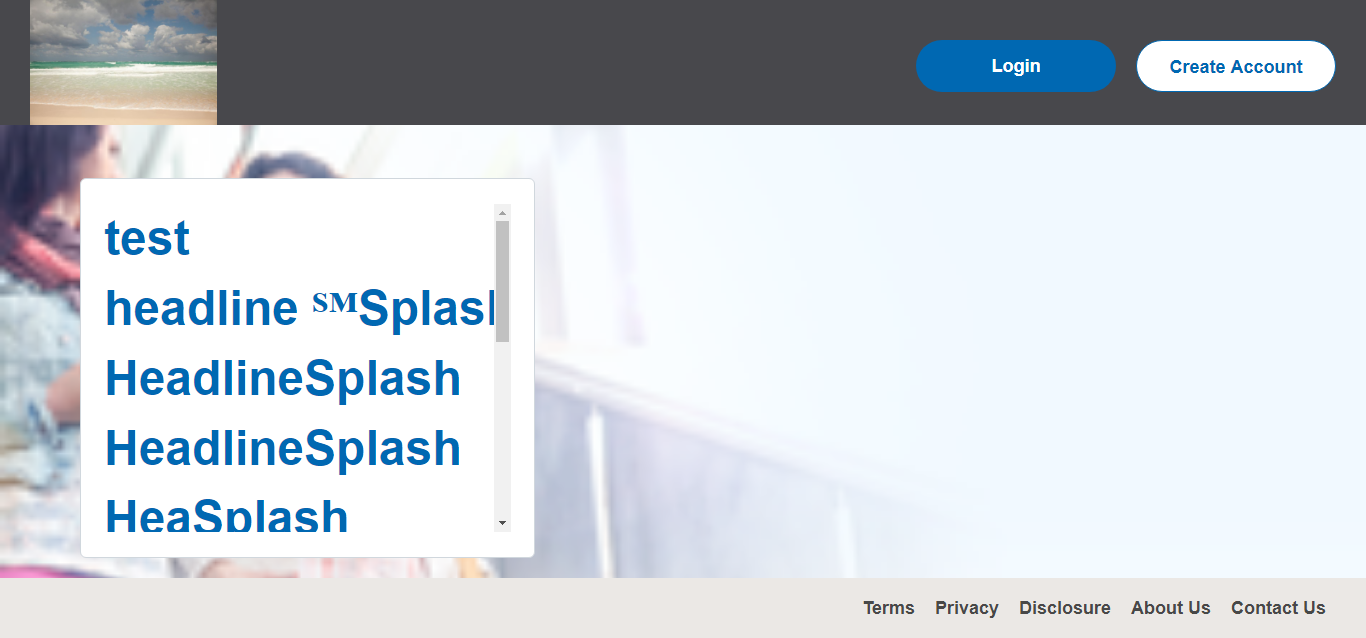 Login
Create Account
test
headline ℠Splash
HeadlineSplash
HeadlineSplash
HeaSplash
Terms Privacy Disclosure About Us Contact Us